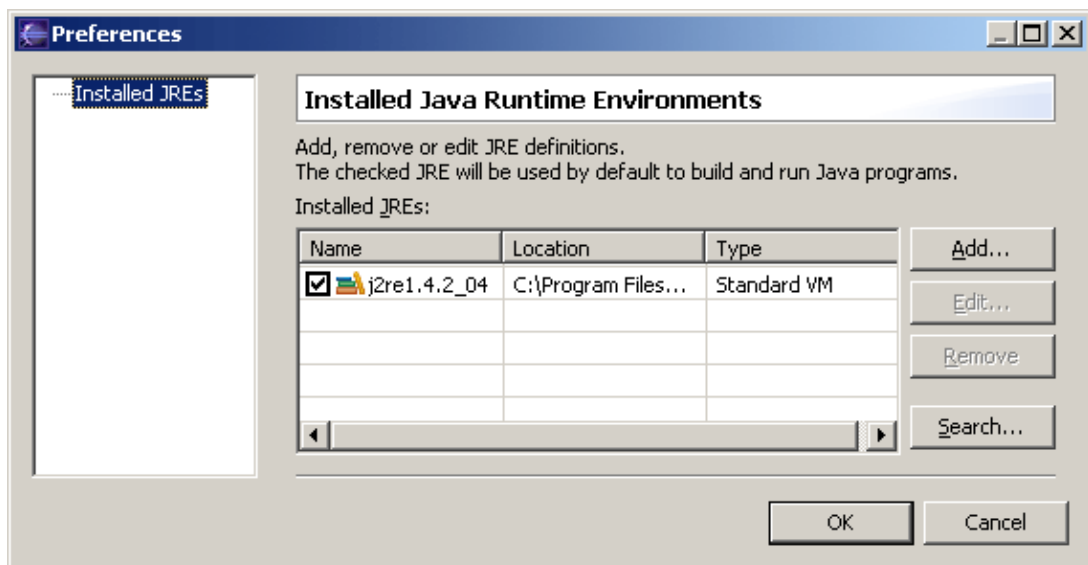 Preferences
Installed JREs
Installed Java Runtime Environments
Add, remove or edit JRE definitions.
The checked JRE will be used by default to build and run Java programs.
Installed JREs:
Name Location Type
j2re1.4.2_04 C:\Program Files... Standard VM
Add...
Edit...
Remove
Search...
OK Cancel